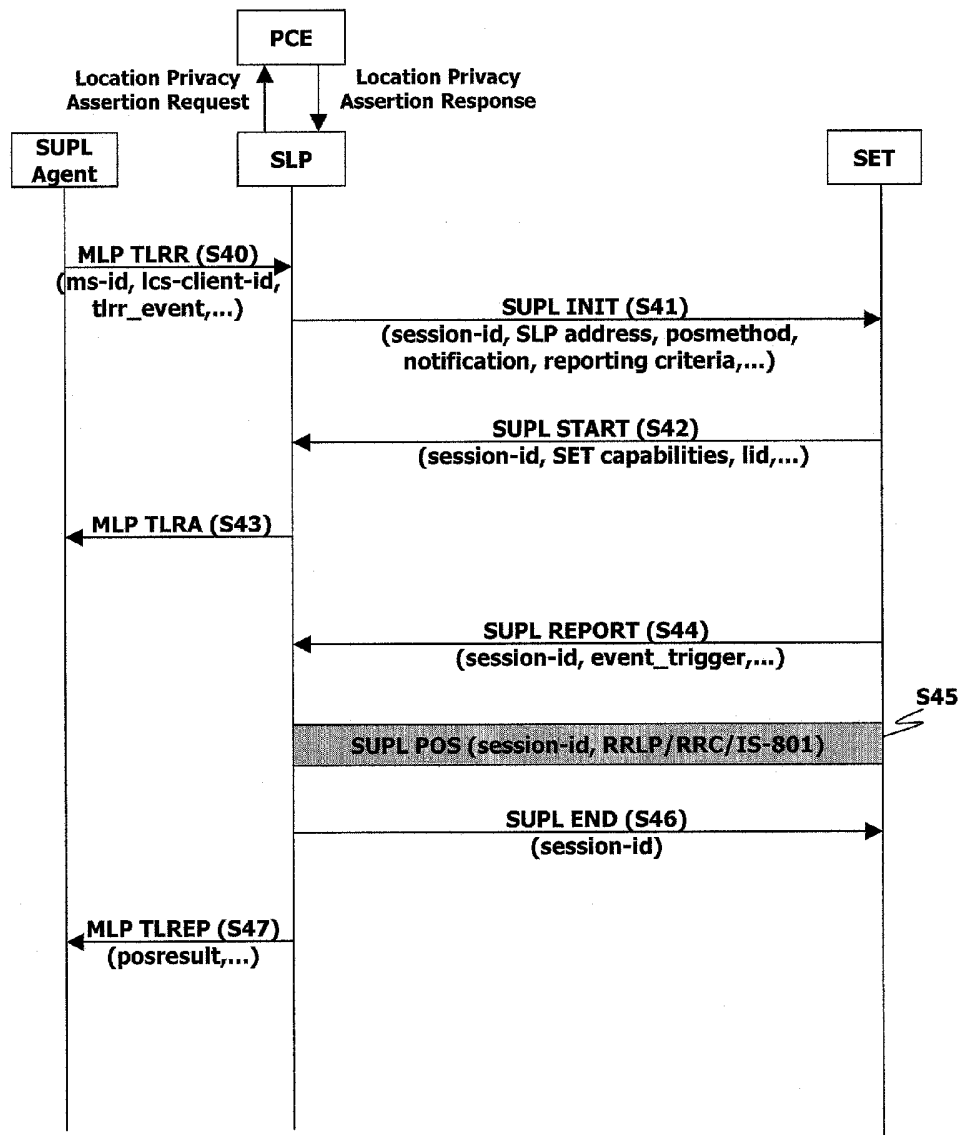 PCE
Location Privacy
Assertion Request
Location Privacy
Assertion Response
SUPL
Agent
SLP
SET
MLP TLRR (S40)
(ms-id, lcs-client-id,
tlrr_event,...)
SUPL INIT (S41)
(session-id, SLP address, posmethod,
notification, reporting criteria,...)
SUPL START (S42)
(session-id, SET capabilities, lid,...)
MLP TLRA (S43)
SUPL REPORT (S44)
(session-id, event_trigger,...)
S45
SUPL POS (session-id, RRLP/RRC/IS-801)
SUPL END (S46)
(session-id)
MLP TLREP (S47)
(posresult,...)